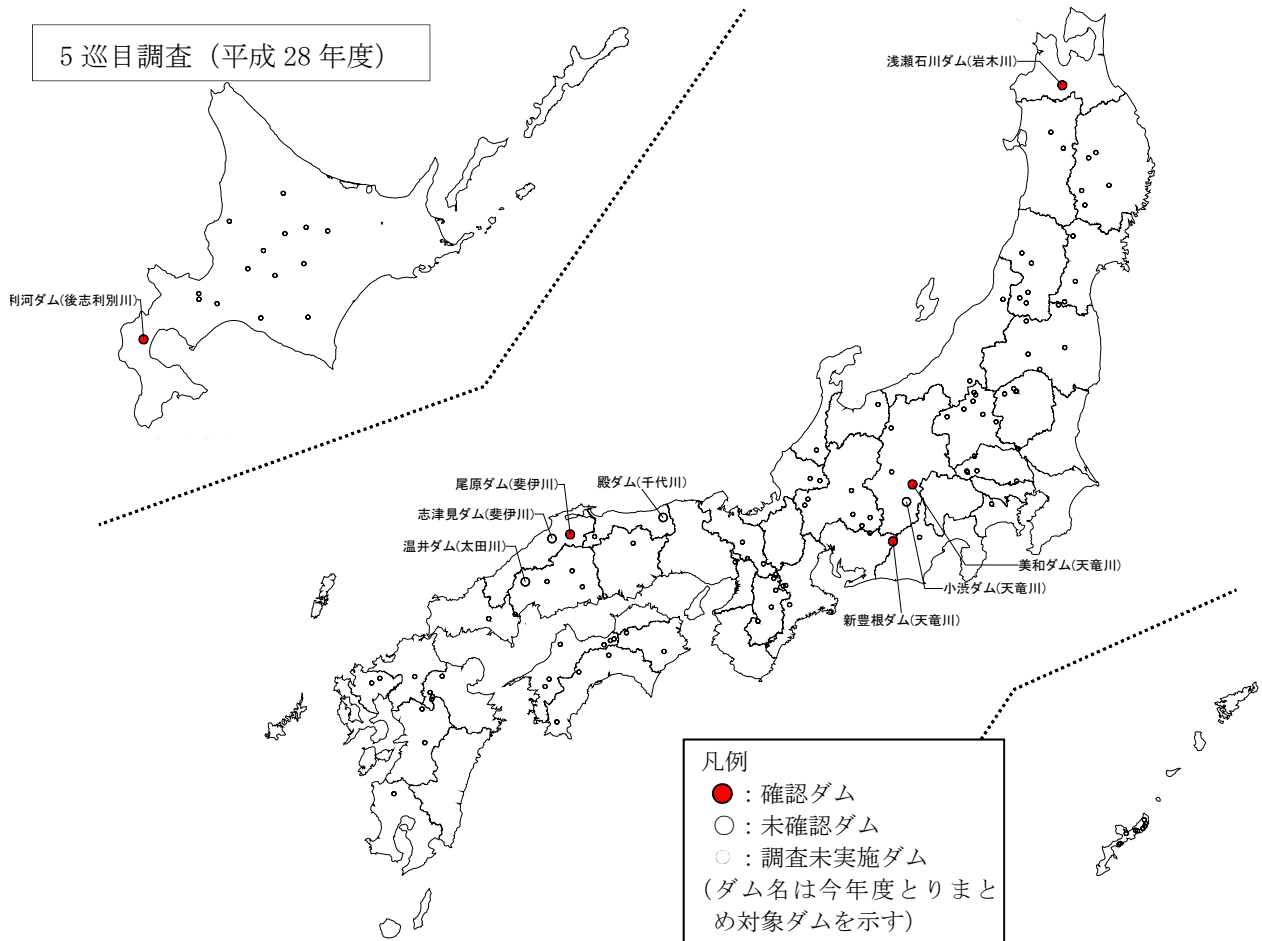 5 巡目調査（平成 28 年度）
浅瀬石川ダム(岩木川)
利河ダム(後志利別川)
尾原ダム(斐伊川)
殿ダム(千代川)
志津見ダム(斐伊川)
温井ダム(太田川)
美和ダム(天竜川)
小渋ダム(天竜川)
新豊根ダム(天竜川)
凡例
●：確認ダム
○：未確認ダム
○：調査未実施ダム
(ダム名は今年度とりまと
め対象ダムを示す)